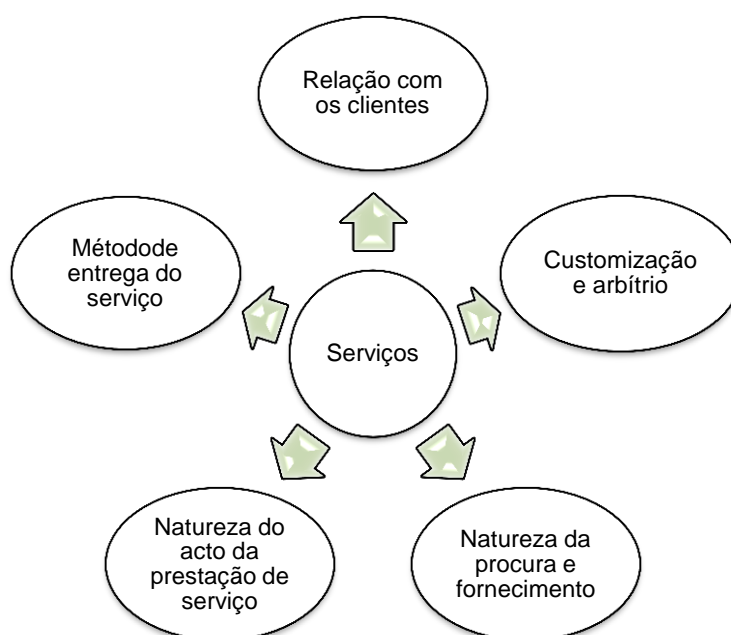 Relação com
os clientes
Métodode
entrega do
serviço
Customização
e arbítrio
Serviços
Natureza do
acto da
prestação de
serviço
Natureza da
procura e
fornecimento